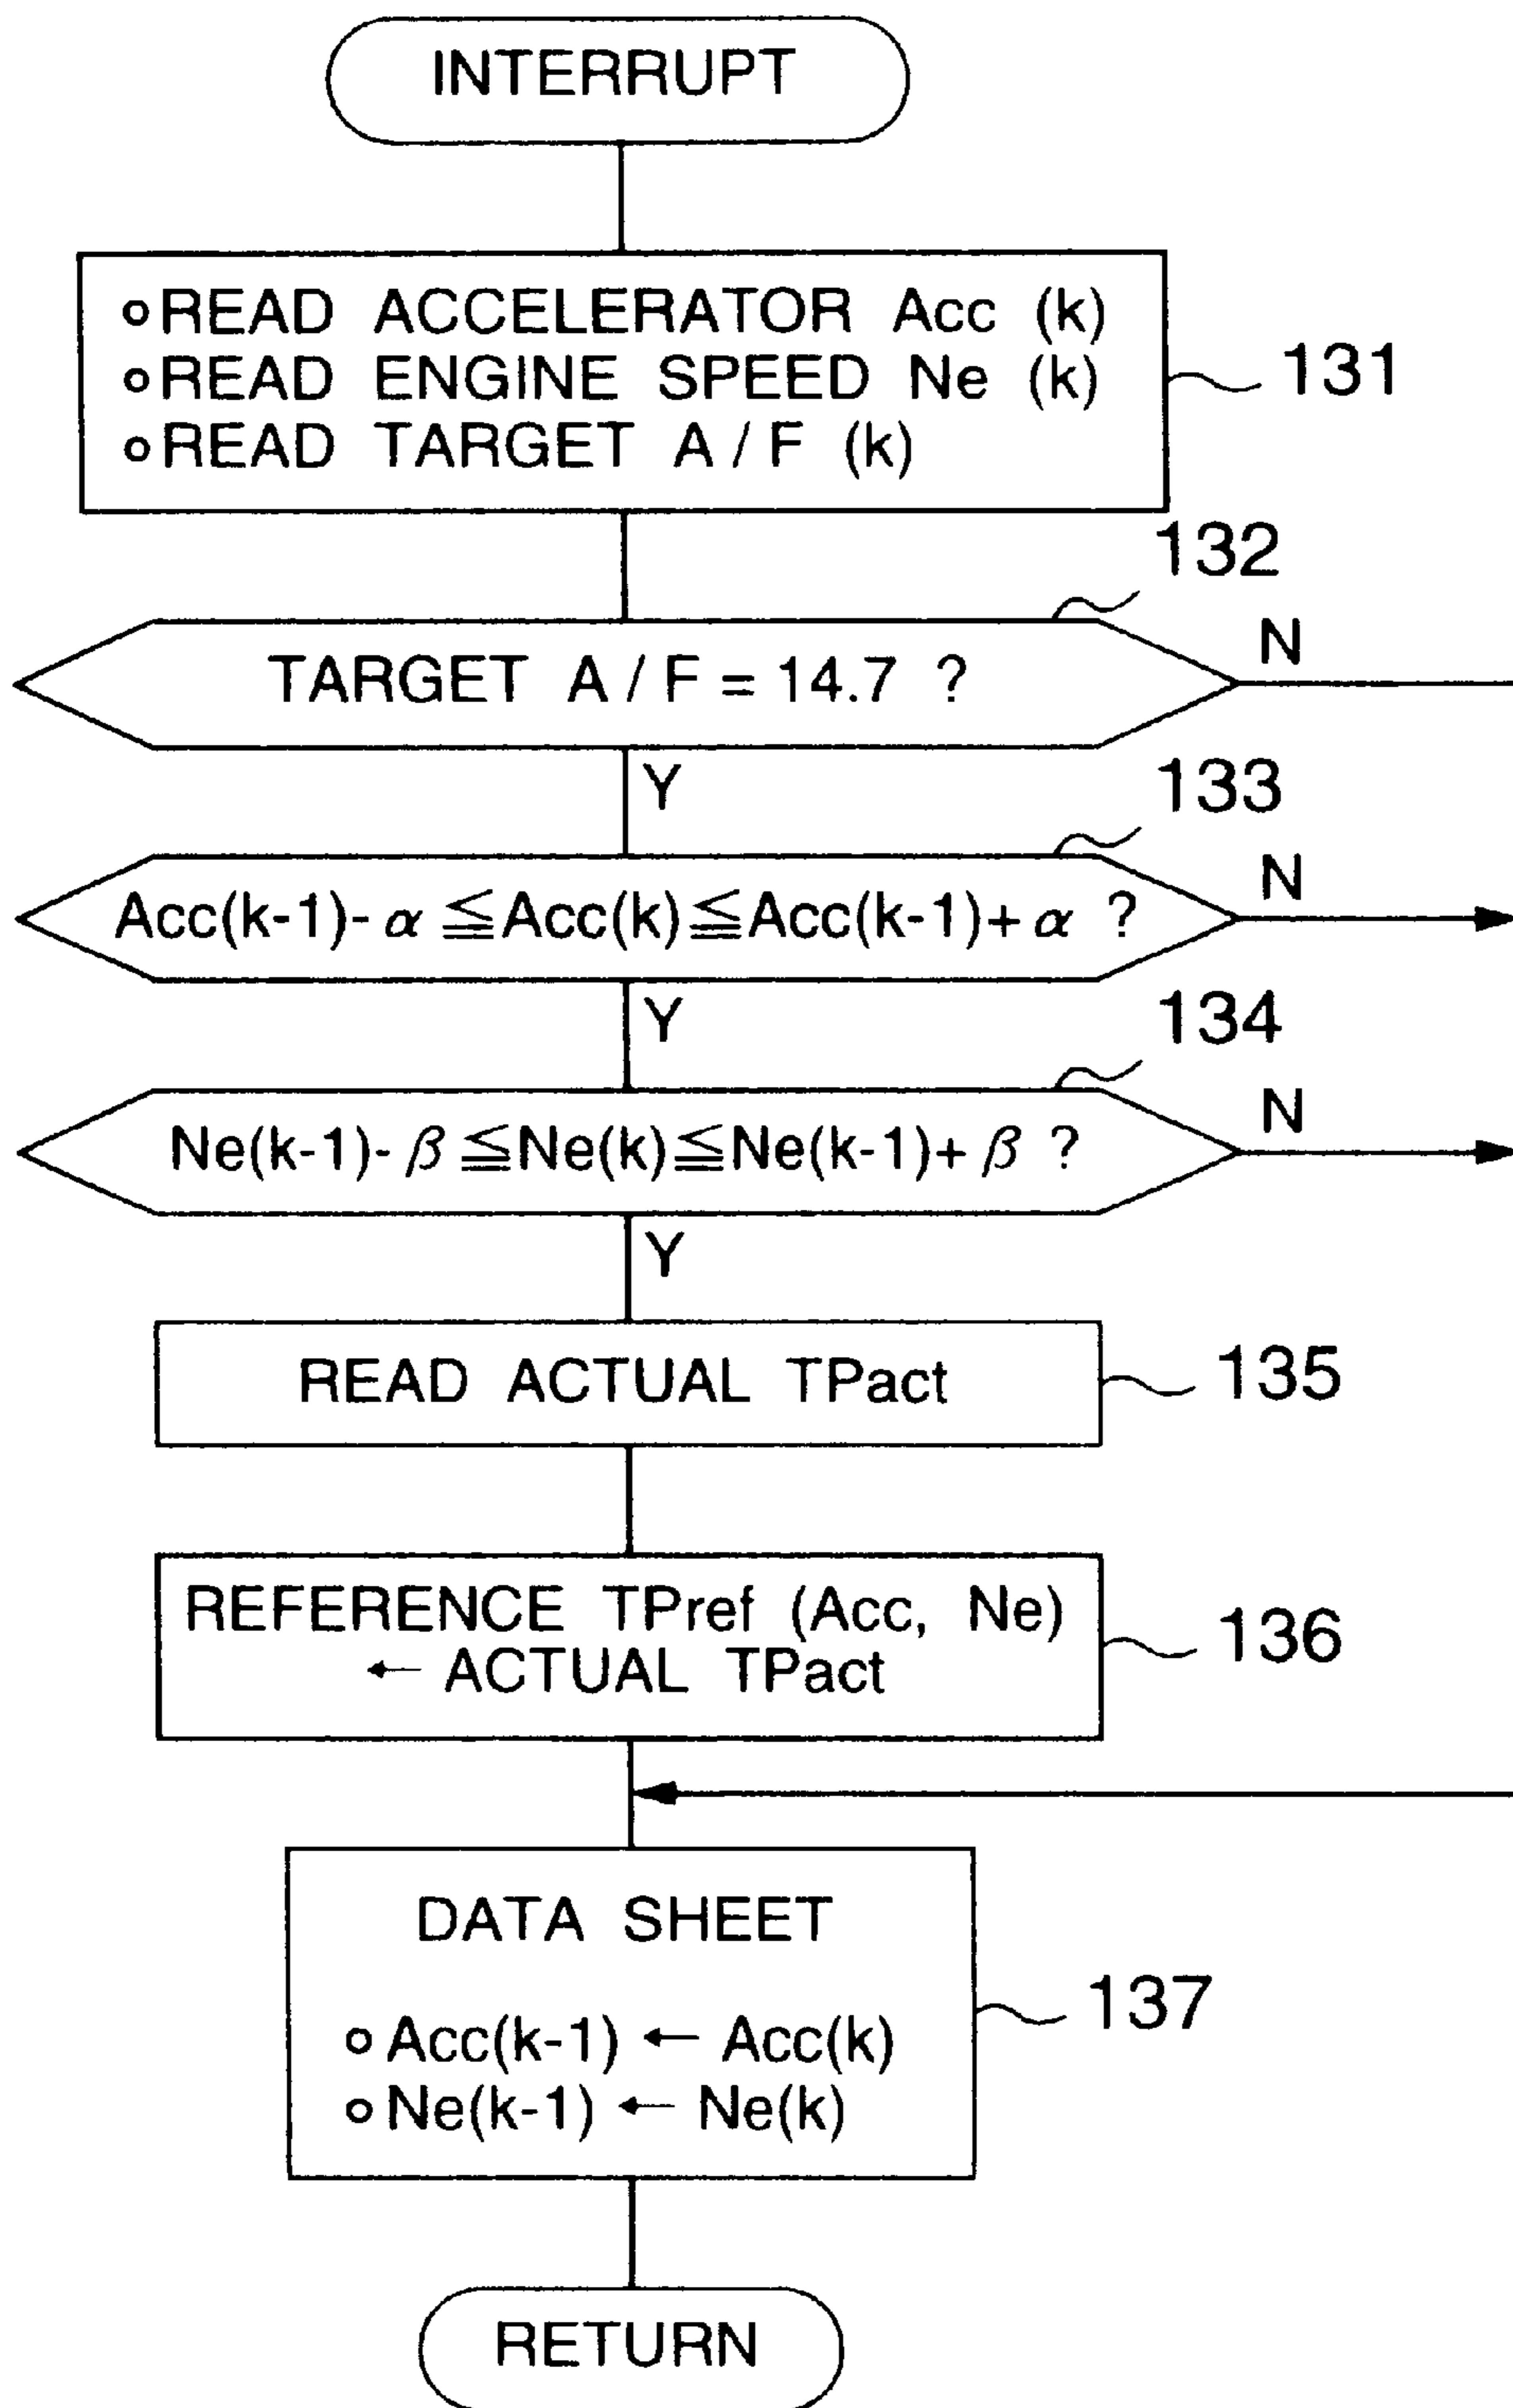 INTERRUPT
∘READ ACCELERATOR Acc (k)
∘READ ENGINE SPEED Ne (k)
∘READ TARGET A / F (k)
131
132
TARGET A / F = 14.7 ?
N
Y
133
Acc(k-1)- α ≦Acc(k)≦Acc(k-1)+ α ?
N
Y
134
Ne(k-1)- β ≦Ne(k)≦Ne(k-1)+ β ?
N
Y
READ ACTUAL TPact
135
REFERENCE TPref (Acc, Ne)
← ACTUAL TPact
136
DATA SHEET
∘ Acc(k-1) ← Acc(k)
∘ Ne(k-1) ← Ne(k)
137
RETURN